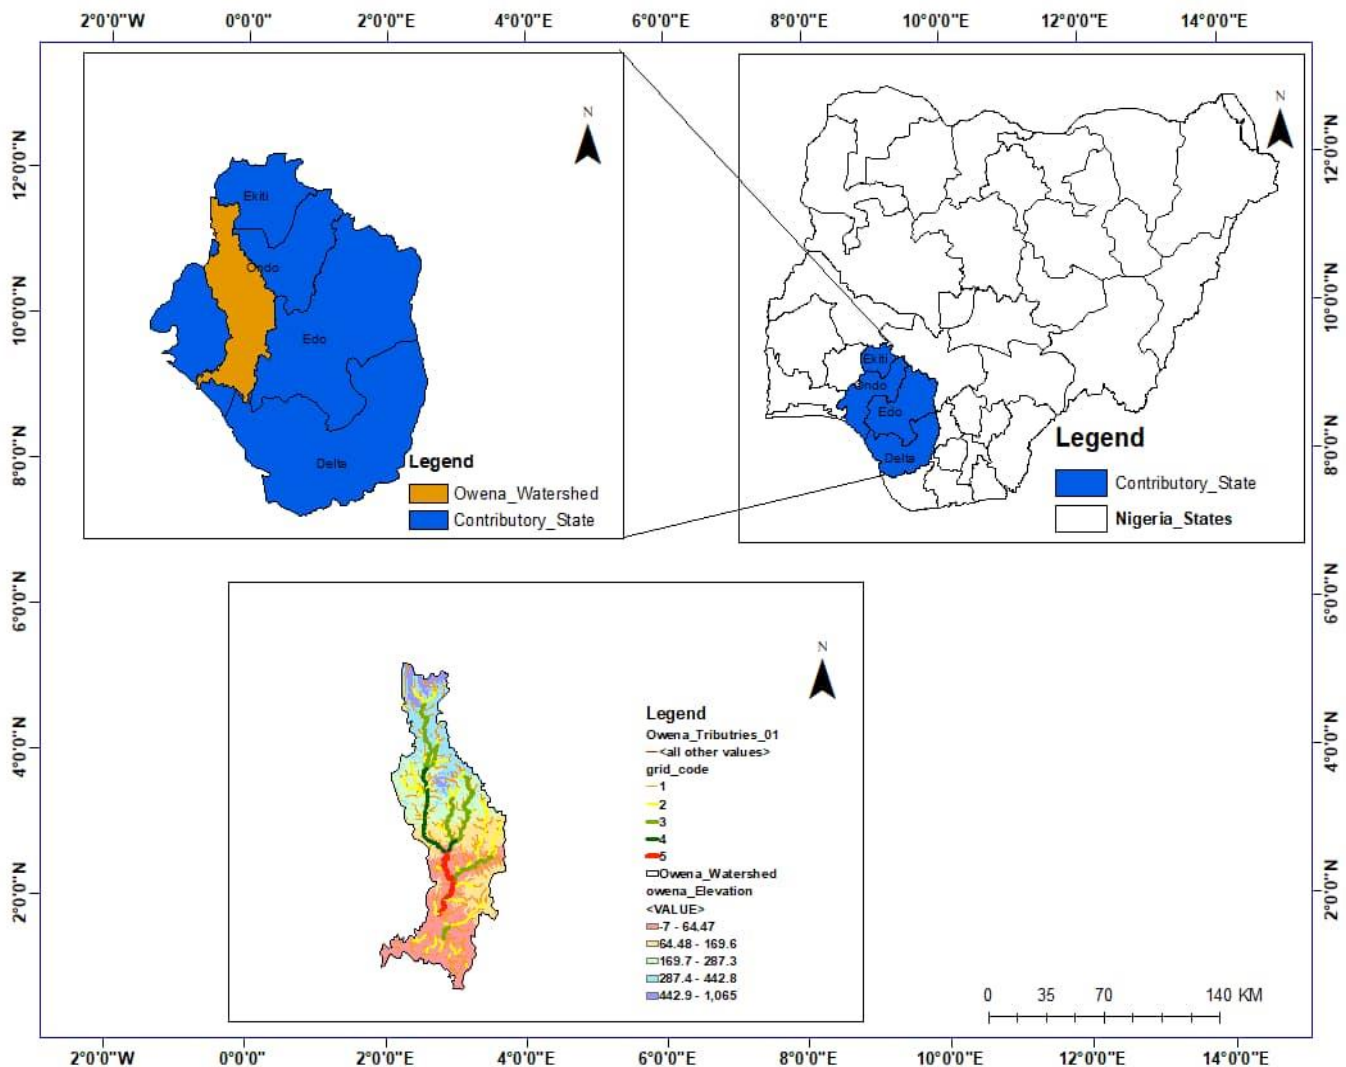 2°0'0"W 0°0'0" 2°0'0"E 4°0'0"E 6°0'0"E 8°0'0"E 10°0'0"E 12°0'0"E 14°0'0"E
12°0'0"N
10°0'0"N
8°0'0"N
6°0'0"N
4°0'0"N
2°0'0"N
N
Ekiti
Ondo
Edo
Delta
Legend
Owena_Watershed
Contributory_State
N
Ekiti
Ondo
Edo
Delta
Legend
Contributory_State
Nigeria_States
N
Legend
Owena_Tributries_01
<all other values>
grid_code
1
2
3
4
5
Owena_Watershed
owena_Elevation
<VALUE>
-7 - 64.47
64.48 - 169.6
169.7 - 287.3
287.4 - 442.8
442.9 - 1,065
0 35 70 140 KM
12°0'0"N
10°0'0"N
8°0'0"N
6°0'0"N
4°0'0"N
2°0'0"N
2°0'0"W 0°0'0" 2°0'0"E 4°0'0"E 6°0'0"E 8°0'0"E 10°0'0"E 12°0'0"E 14°0'0"E